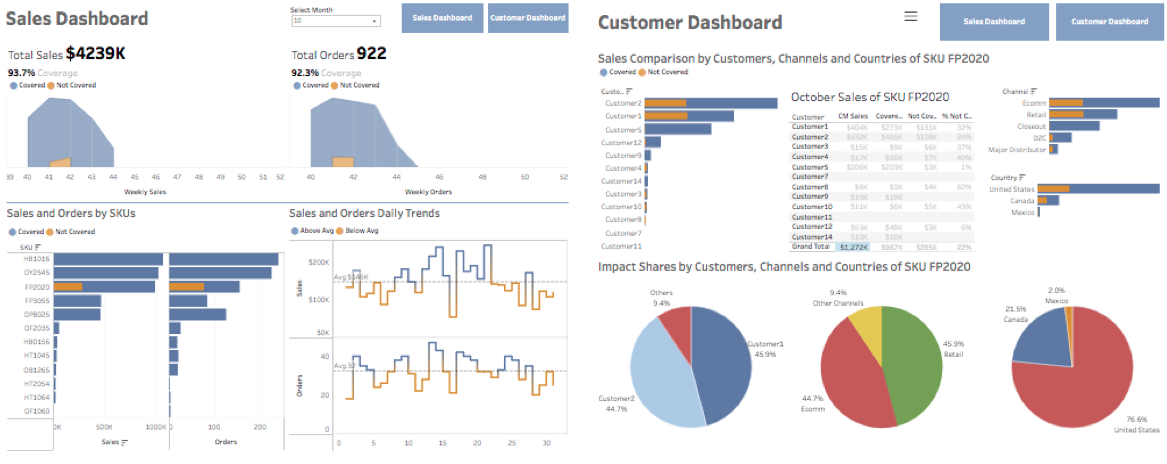 Sales Dashboard
Select Month
10
Sales Dashboard
Customer Dashboard
Total Sales $4239K
93.7% Coverage
Covered Not Covered
39 40 41 42 43 44 45 46 47 48 49 50 51 52 1
Weekly Sales
Total Orders 922
92.3% Coverage
Covered Not Covered
40 42 44 46 48 50 52
Weekly Orders
Sales and Orders by SKUs
Covered Not Covered
SKU
HB1016
OY2545
FP2020
FP3055
DP8025
OF2035
HB0156
HT1045
OB1265
HT2054
HT1064
OF1060
0K 500K 1000K
Sales
0 100 200
Orders
Sales and Orders Daily Trends
Above Avg Below Avg
$200K
$100K
$0K
Sales
40
20
0
Orders
0 5 10 15 20 25 30
Customer Dashboard
Sales Dashboard
Customer Dashboard
Sales Comparison by Customers, Channels and Countries of SKU FP2020
Covered Not Covered
Custo..
Customer2
Customer1
Customer5
Customer12
Customer9
Customer4
Customer14
Customer3
Customer10
Customer8
Customer7
Customer11
October Sales of SKU FP2020
Customer CM Sales Covere.. Not Cov.. % Not C..
Customer1 $404K $273K $131K 32%
Customer2 $532K $405K $128K 24%
Customer3 $15K $9K $6K 37%
Customer4 $17K $10K $7K 40%
Customer5 $206K $203K $3K 1%
Customer7
Customer8 $6K $3K $4K 60%
Customer9
Customer10 $11K $6K $5K 43%
Customer11
Customer12 $53K $49K $3K 6%
Customer14 $10K $10K
Grand Total $1,272K $987K $285K 22%
Channel
Ecomm
Retail
Closeout
D2C
Major Distributor
Country
United States
Canada
Mexico
Impact Shares by Customers, Channels and Countries of SKU FP2020
Others
9.4%
Customer1
45.9%
Customer2
44.7%
9.4%
Other Channels
45.9%
Retail
44.7%
Ecomm
2.0%
Mexico
21.5%
Canada
76.6%
United States